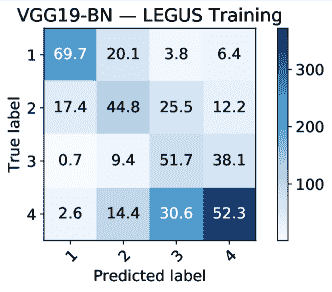 VGG19-BN — LEGUS Training
1 69.7 20.1 3.8 6.4
2 17.4 44.8 25.5 12.2
3 0.7 9.4 51.7 38.1
4 2.6 14.4 30.6 52.3
1 2 3 4
True label
Predicted label
300
200
100